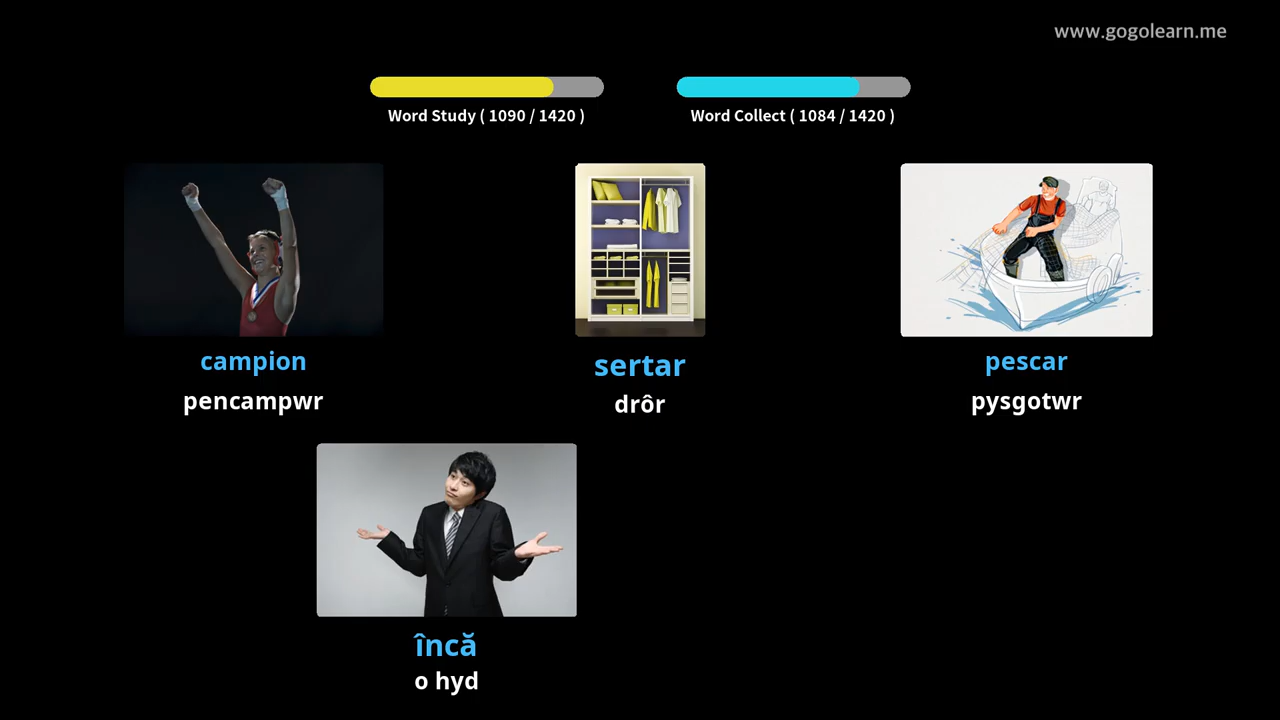 www.gogolearn.me
Word Study ( 1090 / 1420 )
Word Collect ( 1084 / 1420 )
campion
pencampwr
sertar
drôr
pescar
pysgotwr
încă
o hyd